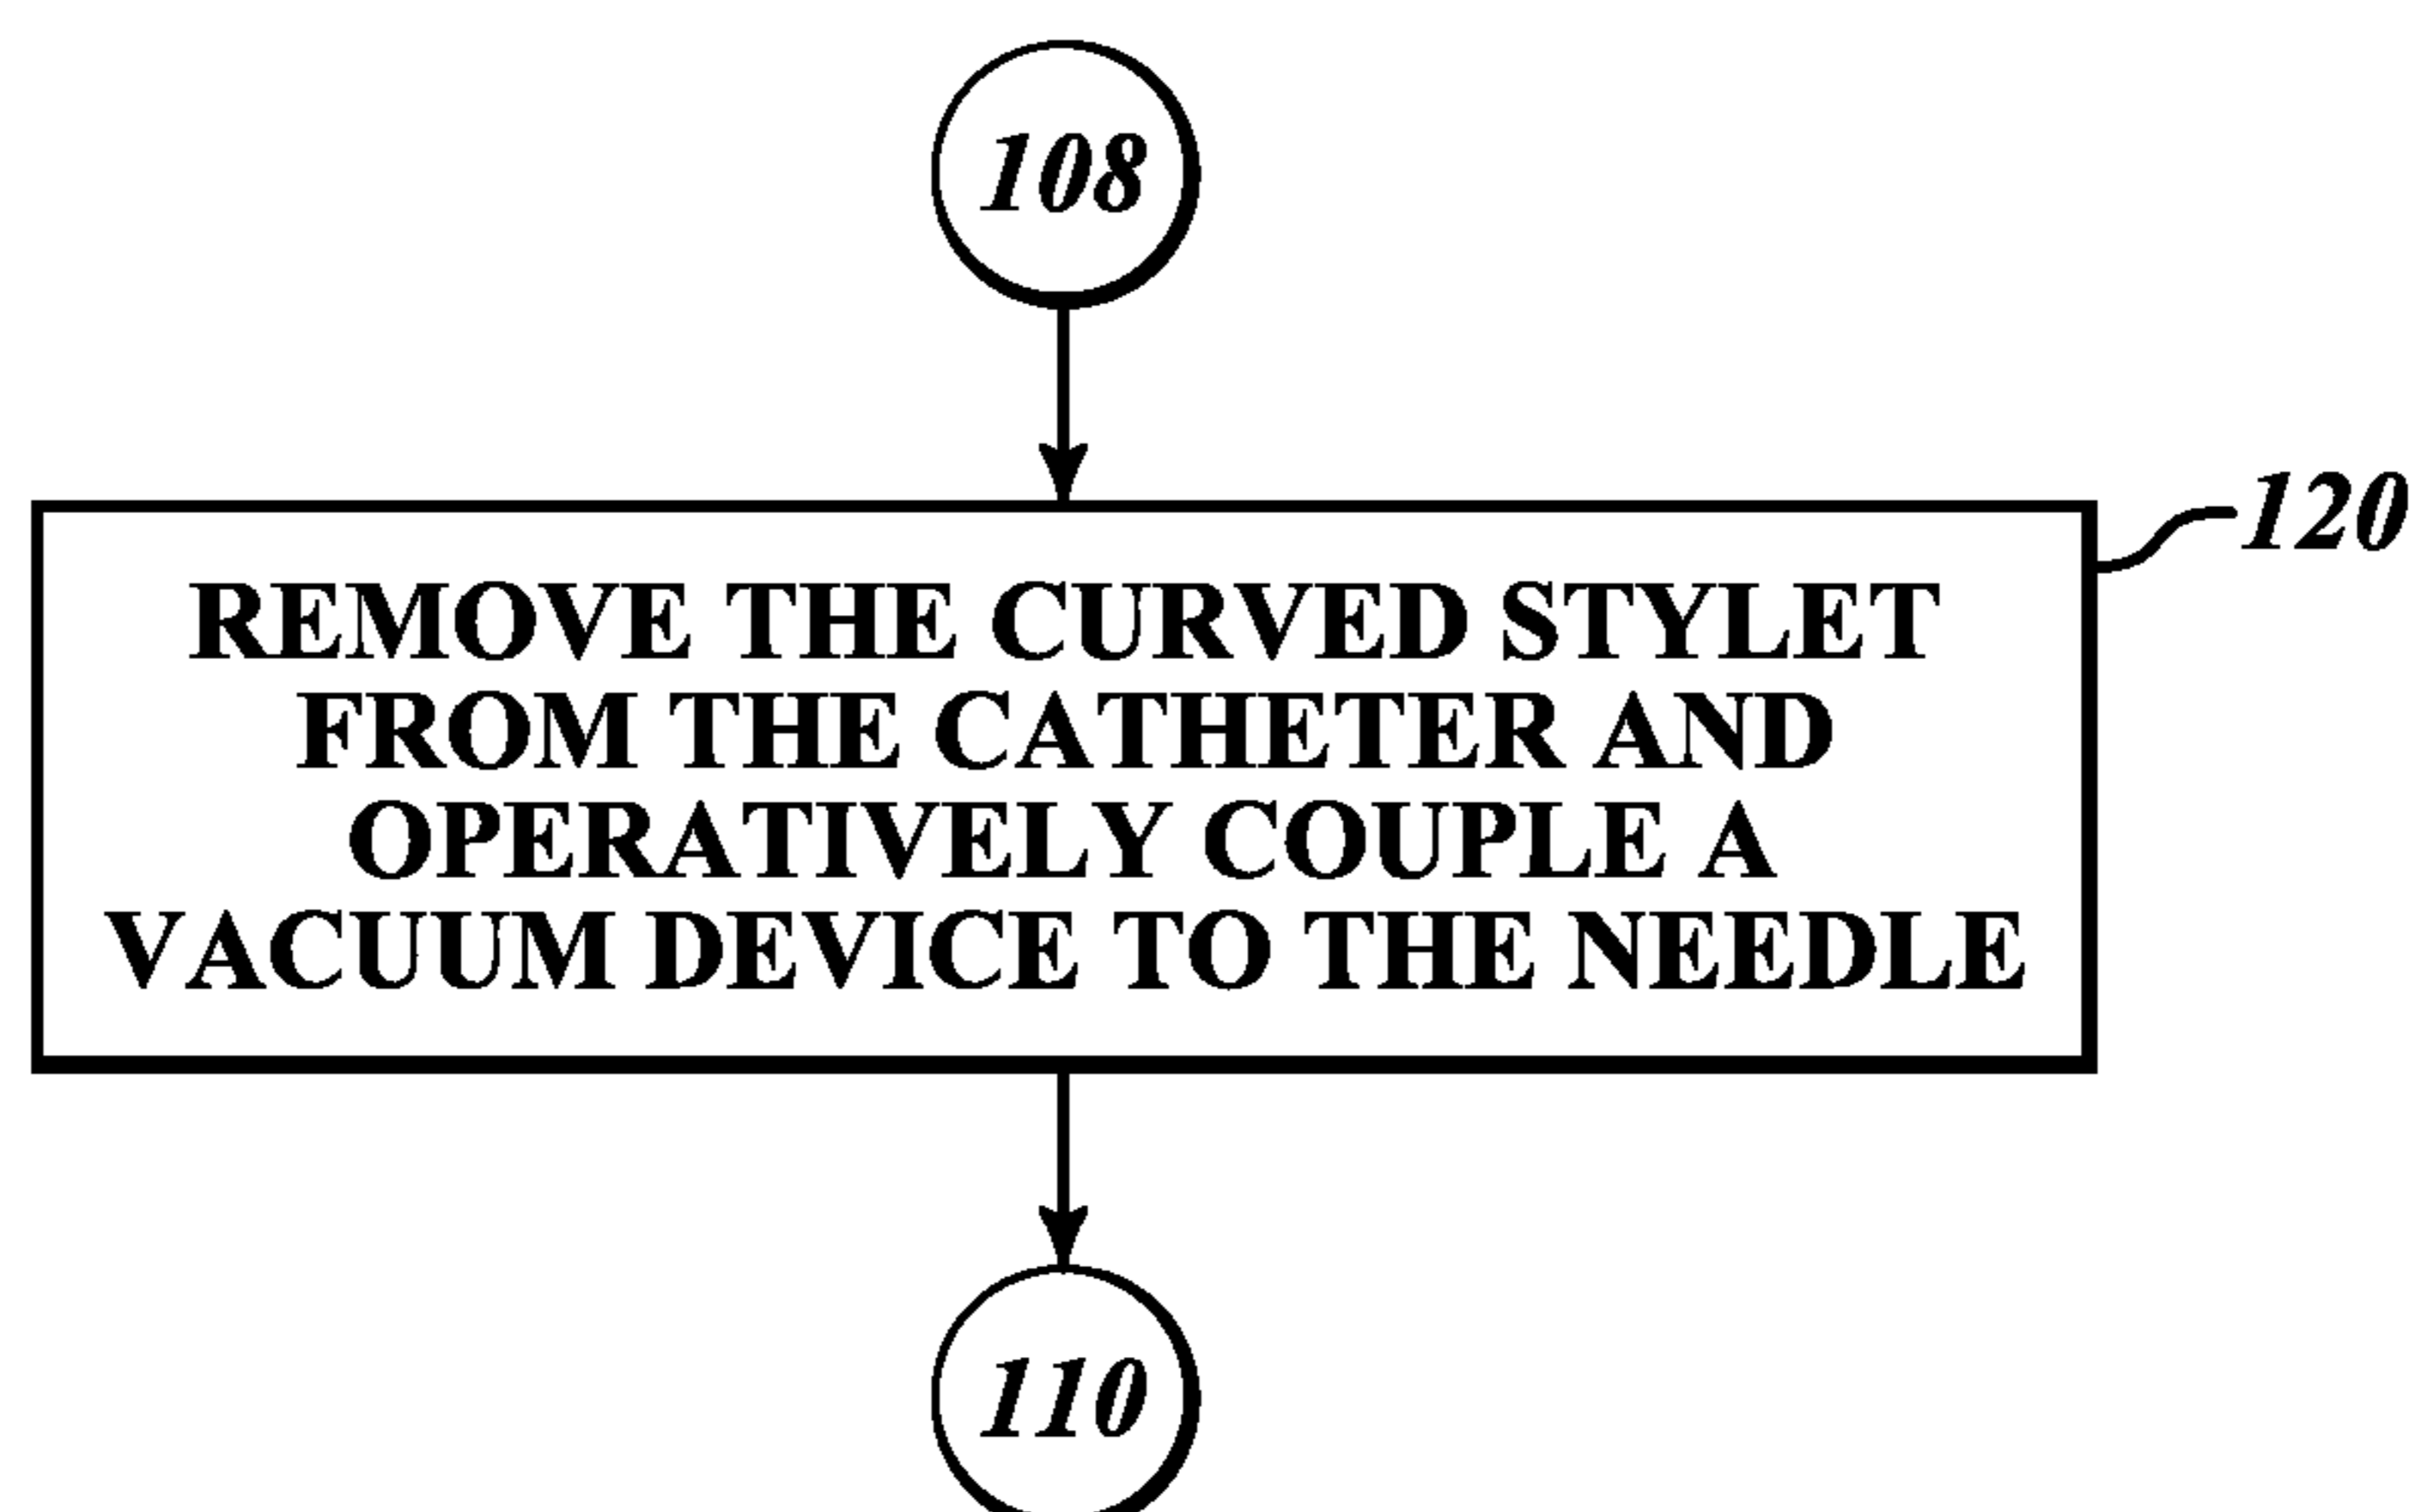 108
120
REMOVE THE CURVED STYLET
FROM THE CATHETER AND
OPERATIVELY COUPLE A
VACUUM DEVICE TO THE NEEDLE
110